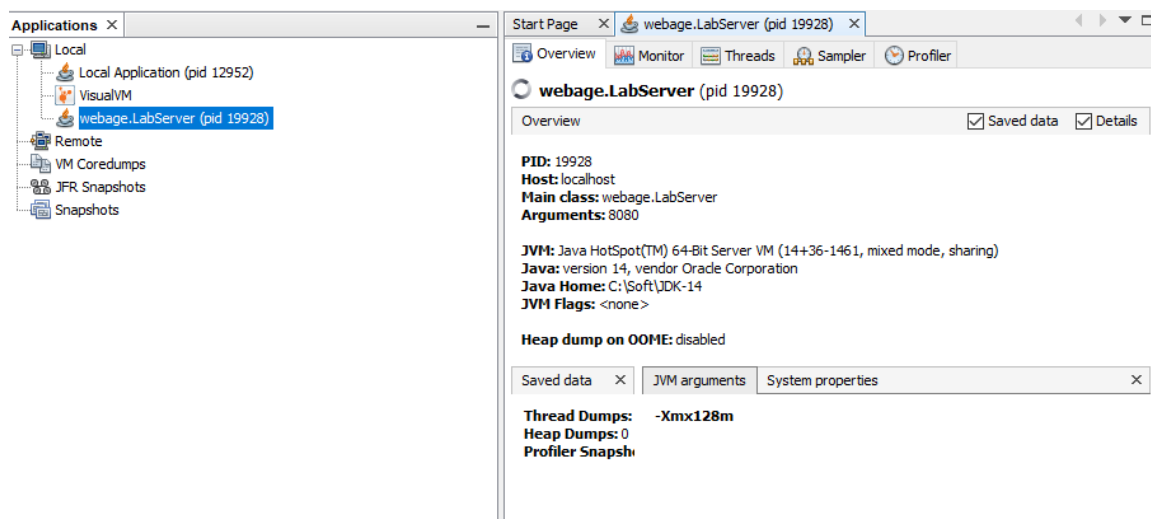 Applications
Local
Local Application (pid 12952)
VisualVM
webage.LabServer (pid 19928)
Remote
VM Coredumps
JFR Snapshots
Snapshots
Start Page
webage.LabServer (pid 19928)
Overview
Monitor
Threads
Sampler
Profiler
webage.LabServer (pid 19928)
Overview
Saved data
Details
PID: 19928
Host: localhost
Main class: webage.LabServer
Arguments: 8080
JVM: Java HotSpot(TM) 64-Bit Server VM (14+36-1461, mixed mode, sharing)
Java: version 14, vendor Oracle Corporation
Java Home: C:\Soft\JDK-14
JVM Flags: <none>
Heap dump on OOME: disabled
Saved data
JVM arguments
System properties
Thread Dumps:
Heap Dumps: 0
Profiler Snapsh
-Xmx128m